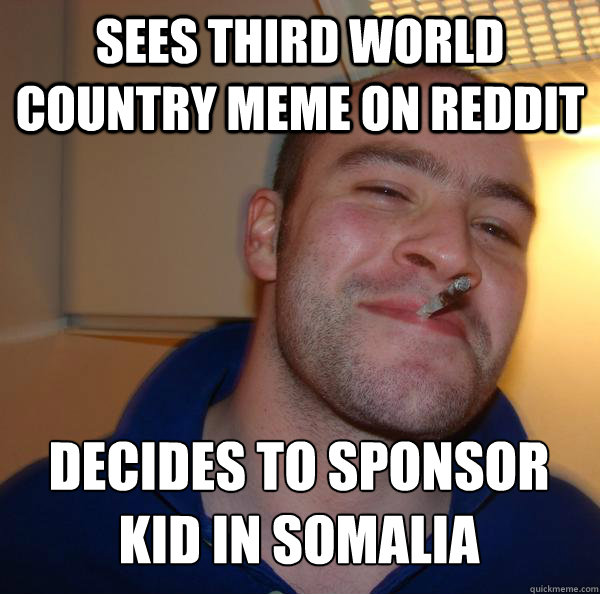 SEES THIRD WORLD
COUNTRY MEME ON REDDIT
DECIDES TO SPONSOR
KID IN SOMALIA
quickmeme.com